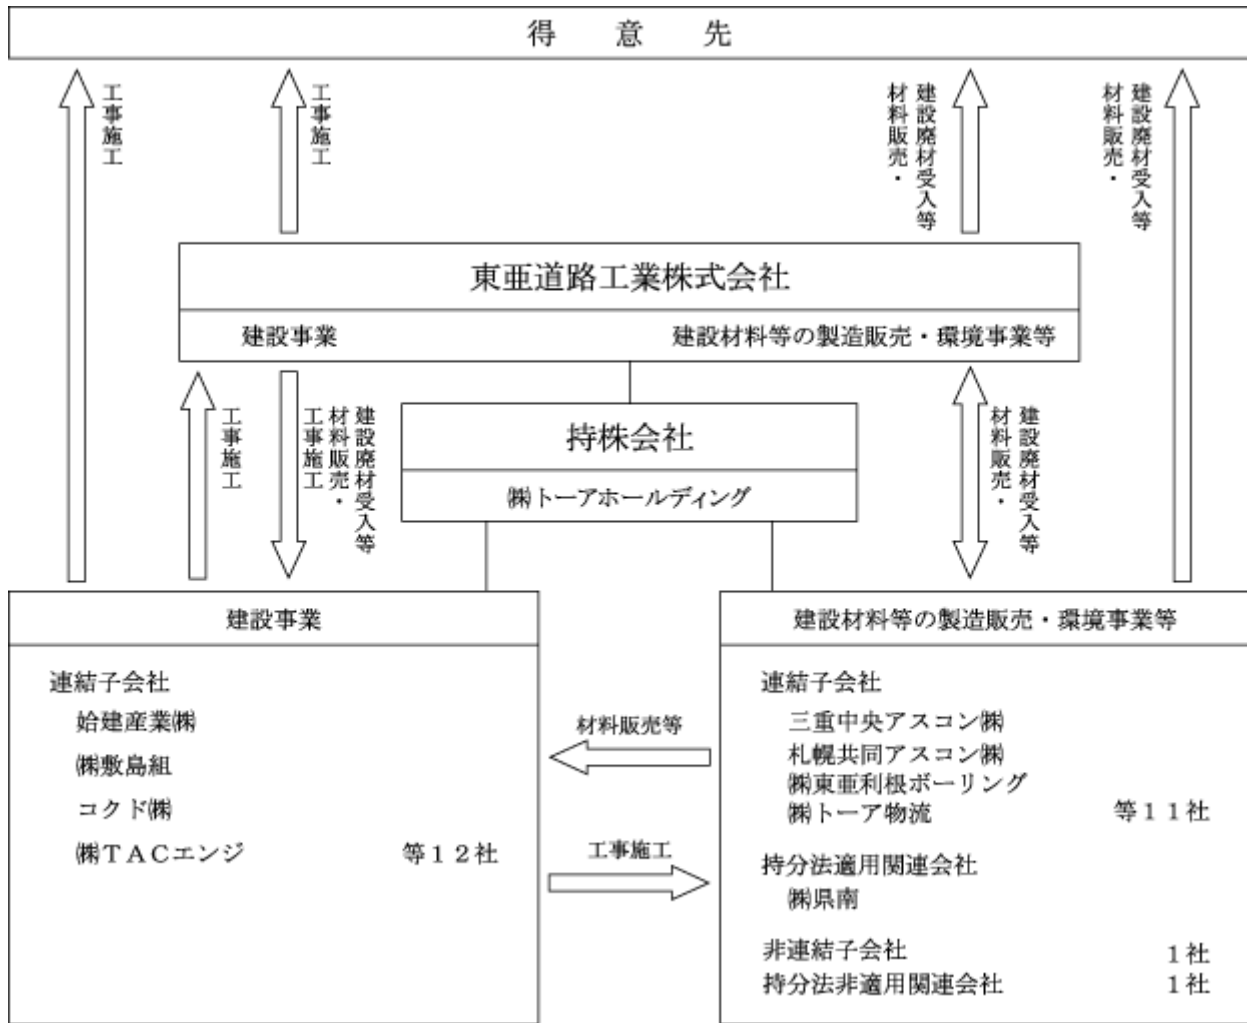 得意先
工事施工
工事施工
材料販売・
建設廃材受入等
材料販売・
建設廃材受入等
東亜道路工業株式会社
建設事業
建設材料等の製造販売・環境事業等
工事施工
工事施工
材料販売・
建設廃材受入等
材料販売・
建設廃材受入等
持株会社
㈱トーアホールディング
建設事業
連結子会社
姶建産業㈱
㈱敷島組
コクド㈱
㈱ＴＡＣエンジ 等１２社
材料販売等
工事施工
建設材料等の製造販売・環境事業等
連結子会社
三重中央アスコン㈱
札幌共同アスコン㈱
㈱東亜利根ボーリング
㈱トーア物流 等１１社
持分法適用関連会社
㈱県南
非連結子会社 １社
持分法非適用関連会社 １社